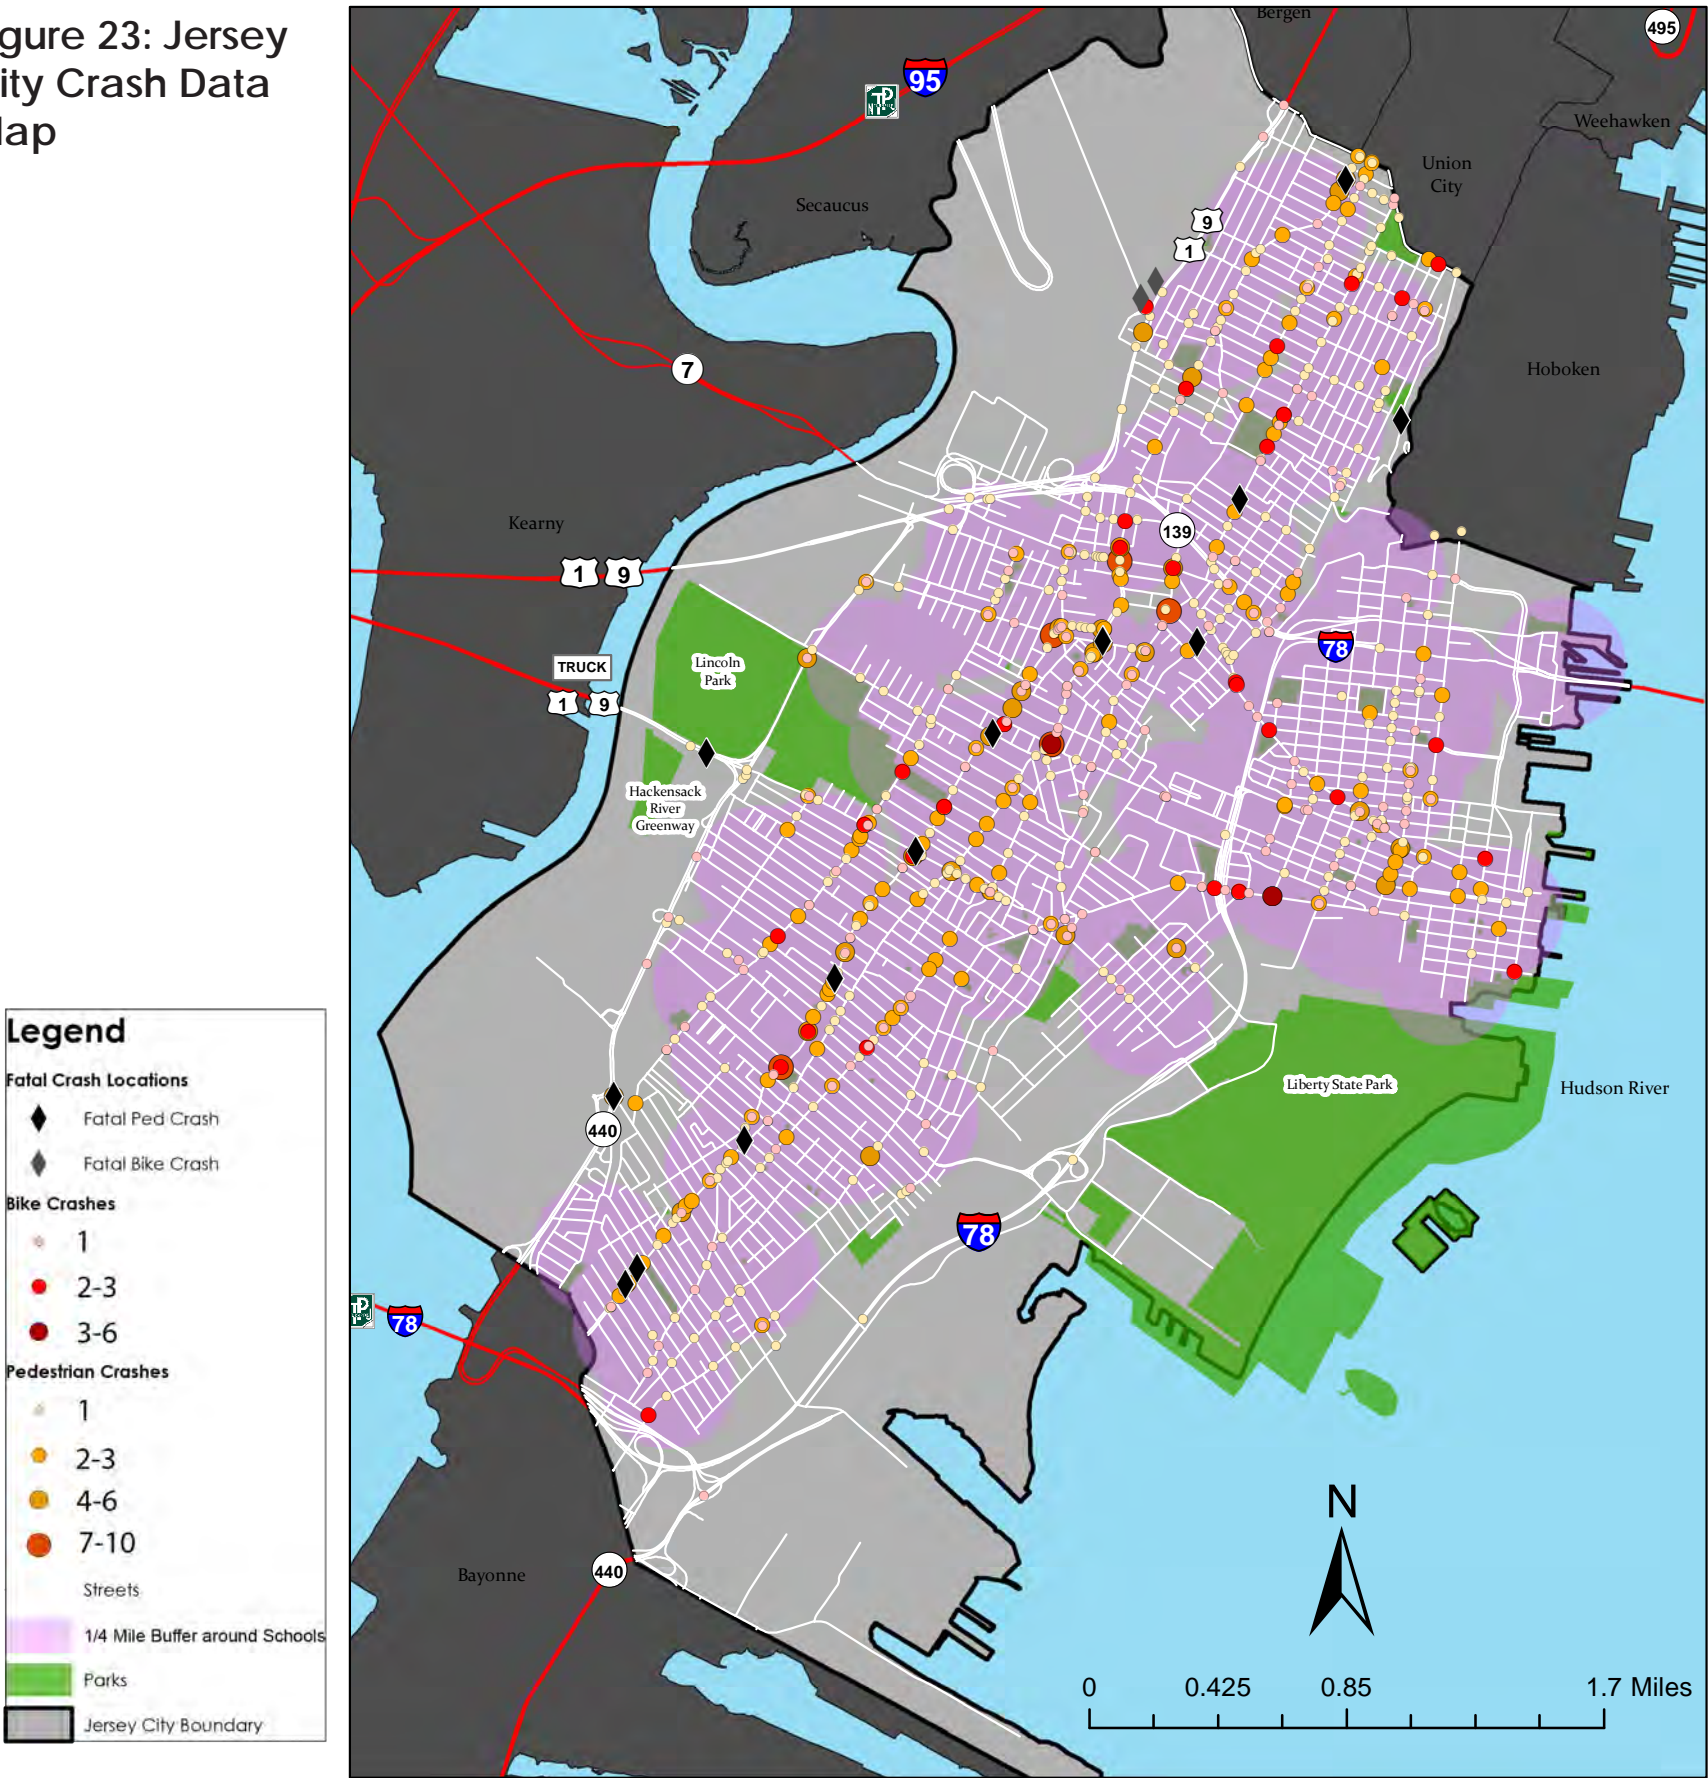 gure 23: Jersey
ity Crash Data
ap
Bergen
495
95
TP
Weehawken
Union
City
Secaucus
9
1
7
Hoboken
Kearny
139
1 9
78
TRUCK
1 9
Lincoln
Park
Hackensack
River
Greenway
Legend
Fatal Crash Locations
Fatal Ped Crash
Fatal Bike Crash
Bike Crashes
1
2-3
3-6
Pedestrian Crashes
1
2-3
4-6
7-10
Streets
1/4 Mile Buffer around Schools
Parks
Jersey City Boundary
Liberty State Park
Hudson River
440
78
TP
78
N
Bayonne
440
0 0.425 0.85 1.7 Miles